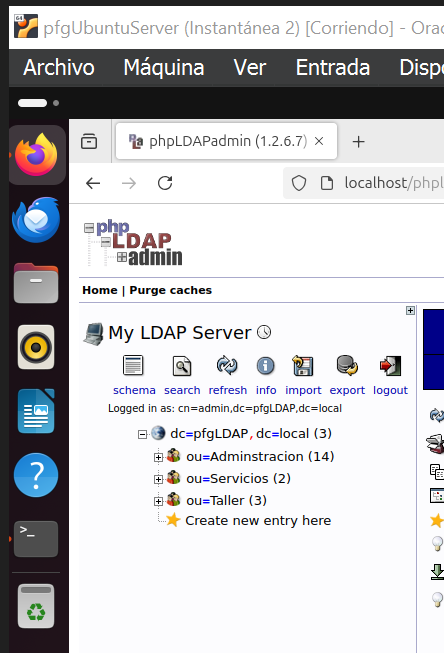 pfgUbuntuServer (Instantánea 2) [Corriendo] - Orac
Archivo Máquina Ver Entrada Dispo
phpLDAPadmin (1.2.6.7)
localhost/phpl
php
LDAP
admin
Home | Purge caches
My LDAP Server
schema search refresh info import export logout
Logged in as: cn=admin,dc=pfgLDAP,dc=local
dc=pfgLDAP,dc=local (3)
ou=Adminstracion (14)
ou=Servicios (2)
ou=Taller (3)
Create new entry here